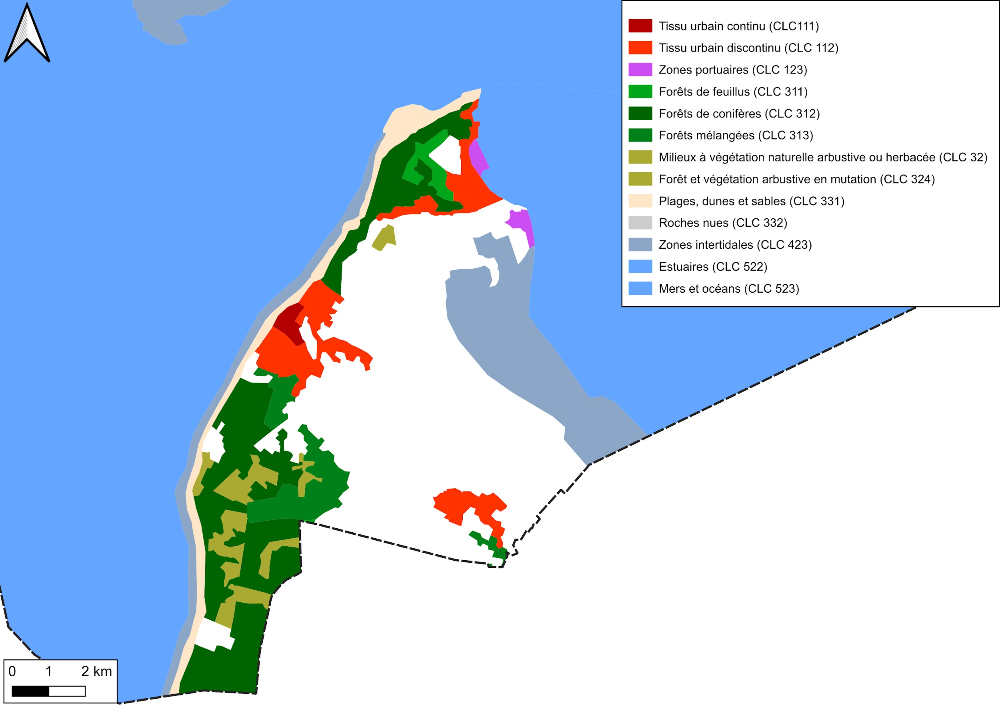 Tissu urbain continu (CLC111)
Tissu urbain discontinu (CLC 112)
Zones portuaires (CLC 123)
Forêts de feuillus (CLC 311)
Forêts de conifères (CLC 312)
Forêts mélangées (CLC 313)
Milieux à végétation naturelle arbustive ou herbacée (CLC 32)
Forêt et végétation arbustive en mutation (CLC 324)
Plages, dunes et sables (CLC 331)
Roches nues (CLC 332)
Zones intertidales (CLC 423)
Estuaires (CLC 522)
Mers et océans (CLC 523)
0 1 2 km